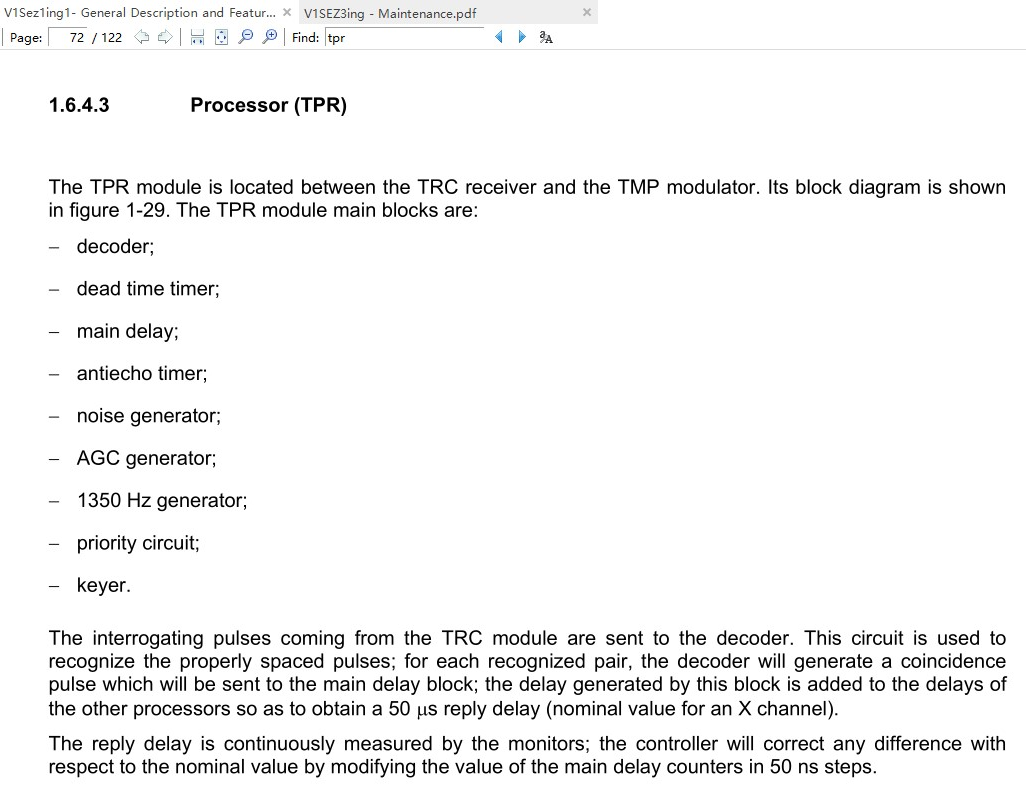 V1Sez1ing1- General Description and Featur... × V1SEZ3ing - Maintenance.pdf ×
Page: 72 / 122 Find: tpr
1.6.4.3 Processor (TPR)
The TPR module is located between the TRC receiver and the TMP modulator. Its block diagram is shown
in figure 1-29. The TPR module main blocks are:
– decoder;
– dead time timer;
– main delay;
– antiecho timer;
– noise generator;
– AGC generator;
– 1350 Hz generator;
– priority circuit;
– keyer.
The interrogating pulses coming from the TRC module are sent to the decoder. This circuit is used to
recognize the properly spaced pulses; for each recognized pair, the decoder will generate a coincidence
pulse which will be sent to the main delay block; the delay generated by this block is added to the delays of
the other processors so as to obtain a 50 μs reply delay (nominal value for an X channel).
The reply delay is continuously measured by the monitors; the controller will correct any difference with
respect to the nominal value by modifying the value of the main delay counters in 50 ns steps.